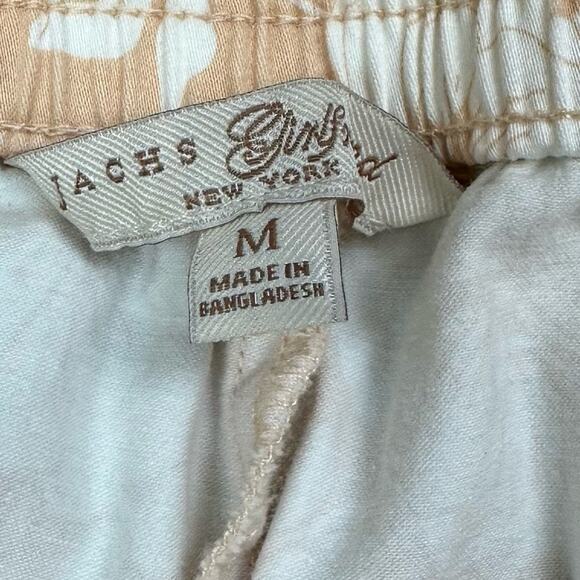 JACHS Girlfriend
NEW YORK
M
MADE IN
BANGLADESH